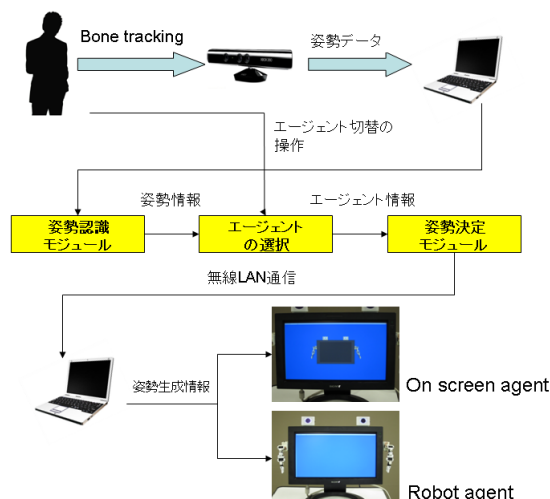 Bone tracking
姿勢データ
エージェント切替の
操作
姿勢情報
エージェント情報
姿勢認識
モジュール
エージェント
の選択
姿勢決定
モジュール
無線LAN通信
姿勢生成情報
On screen agent
Robot agent